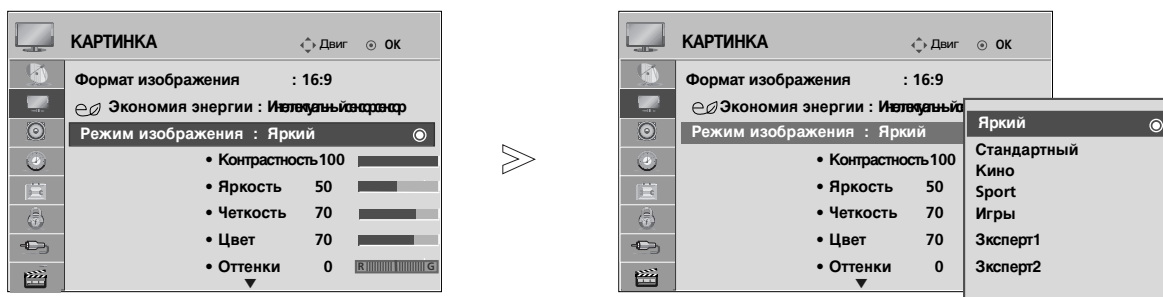 КАРТИНКА Двиг OK
Формат изображения : 16:9
Экономия энергии :
Режим изображения : Яркий
• Контрастность 100
• Яркость 50
• Четкость 70
• Цвет 70
• Оттенки 0 R G
КАРТИНКА Двиг OK
Формат изображения : 16:9
Экономия энергии :
Режим изображения : Яркий
• Контрастность 100
• Яркость 50
• Четкость 70
• Цвет 70
• Оттенки 0
Яркий
Стандартный
Кино
Sport
Игры
Зксперт1
Зксперт2